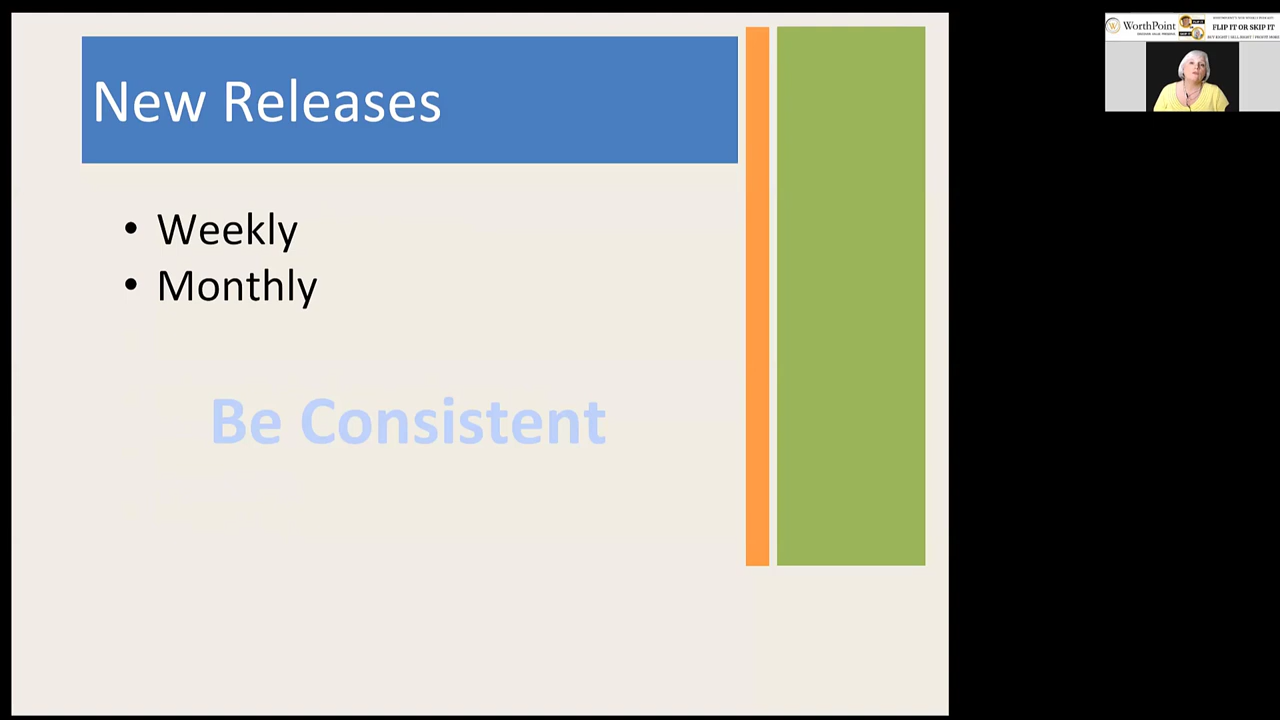 New Releases
• Weekly
• Monthly
Be Consistent
WorthPoint
FLIP IT OR SKIP IT